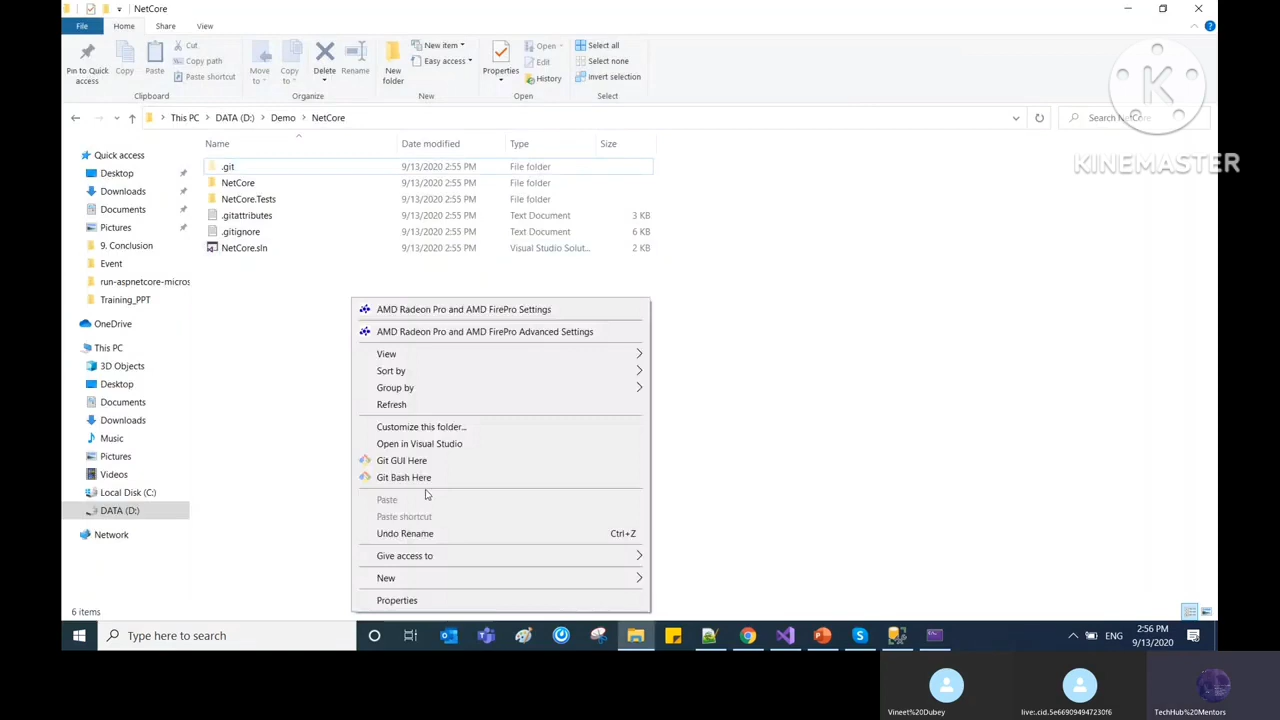 NetCore
File Home Share View
Pin to Quick access
Copy
Paste
Cut
Copy path
Paste shortcut
Clipboard
Move to
Copy to
Delete
Rename
Organize
New folder
New item
Easy access
New
Properties
Open
Edit
History
Open
Select all
Select none
Invert selection
Select
This PC DATA (D:) Demo NetCore
Search NetCore
K
KINEMASTER
Name Date modified Type Size
.git 9/13/2020 2:55 PM File folder
NetCore 9/13/2020 2:55 PM File folder
NetCore.Tests 9/13/2020 2:55 PM File folder
.gitattributes 9/13/2020 2:55 PM Text Document 3 KB
.gitignore 9/13/2020 2:55 PM Text Document 6 KB
NetCore.sln 9/13/2020 2:55 PM Visual Studio Solut... 2 KB
Quick access
Desktop
Downloads
Documents
Pictures
9. Conclusion
Event
run-aspnetcore-micros
Training_PPT
OneDrive
This PC
3D Objects
Desktop
Documents
Downloads
Music
Pictures
Videos
Local Disk (C:)
DATA (D:)
Network
AMD Radeon Pro and AMD FirePro Settings
AMD Radeon Pro and AMD FirePro Advanced Settings
View
Sort by
Group by
Refresh
Customize this folder...
Open in Visual Studio
Git GUI Here
Git Bash Here
Paste
Paste shortcut
Undo Rename Ctrl+Z
Give access to
New
Properties
6 items
Type here to search
ENG
2:56 PM
9/13/2020
Vineet%20Dubey
live:.cid.5e669094947230f6
TechHub%20Mentors